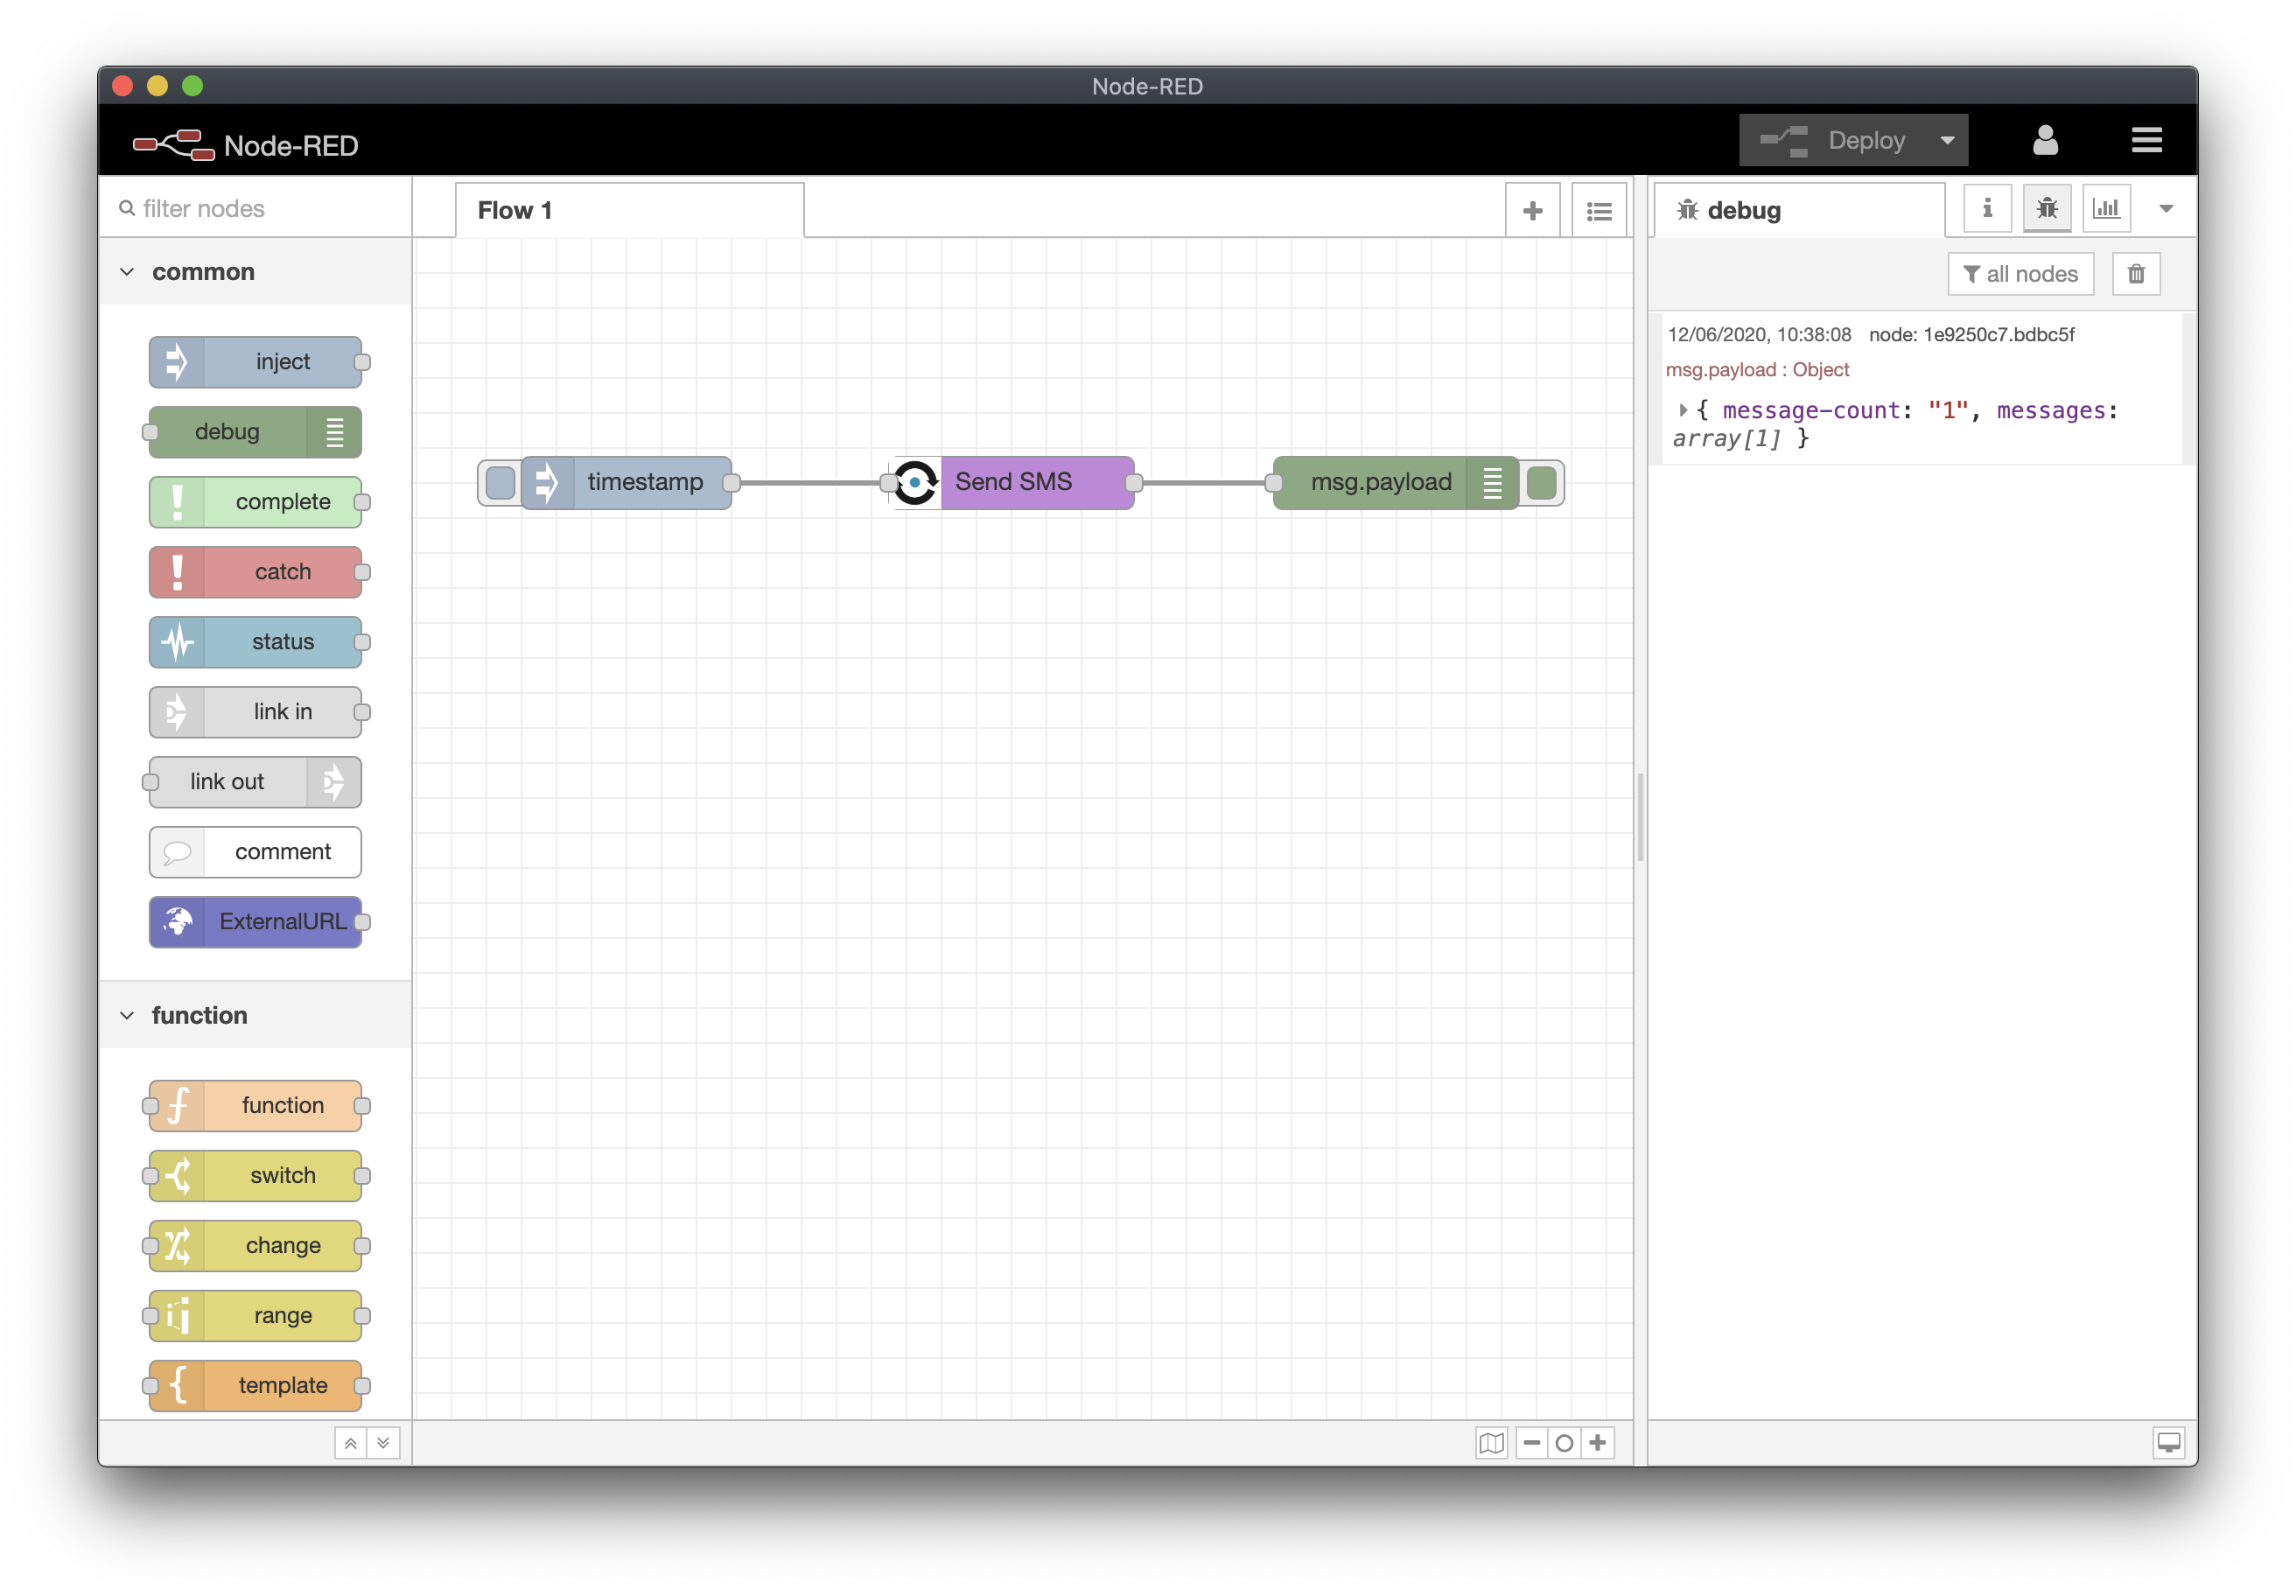 Node-RED
Node-RED
Deploy
filter nodes
Flow 1
debug
common
all nodes
inject
debug
complete
catch
status
link in
link out
comment
ExternalURL
function
function
switch
change
range
template
timestamp
Send SMS
msg.payload
12/06/2020, 10:38:08 node: 1e9250c7.bdbc5f
msg.payload : Object
{ message-count: "1", messages:
array[1] }